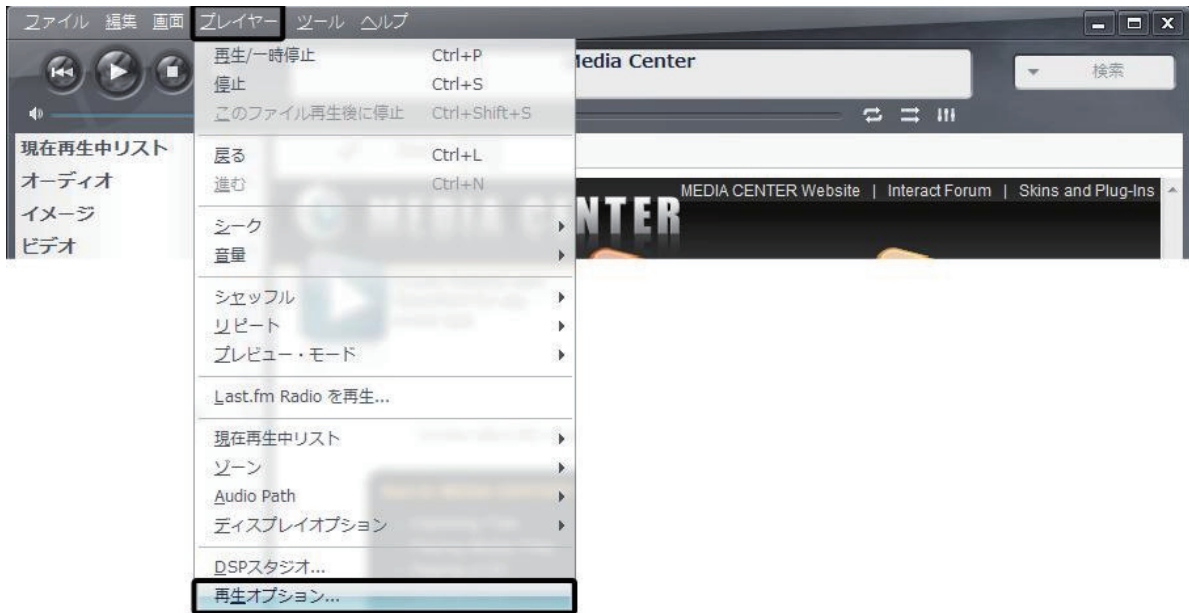 ファイル 編集 画面 プレイヤー ツール ヘルプ
再生/一時停止 Ctrl+P
停止 Ctrl+S
このファイル再生後に停止 Ctrl+Shift+S
戻る Ctrl+L
進む Ctrl+N
シーク
音量
シャッフル
リピート
プレビュー・モード
Last.fm Radio を再生...
現在再生中リスト
ゾーン
Audio Path
ディスプレイオプション
DSPスタジオ...
再生オプション...
Media Center
検索
現在再生中リスト
オーディオ
イメージ
ビデオ
MEDIA CENTER Website | Interact Forum | Skins and Plug-Ins
MEDIA CENTER